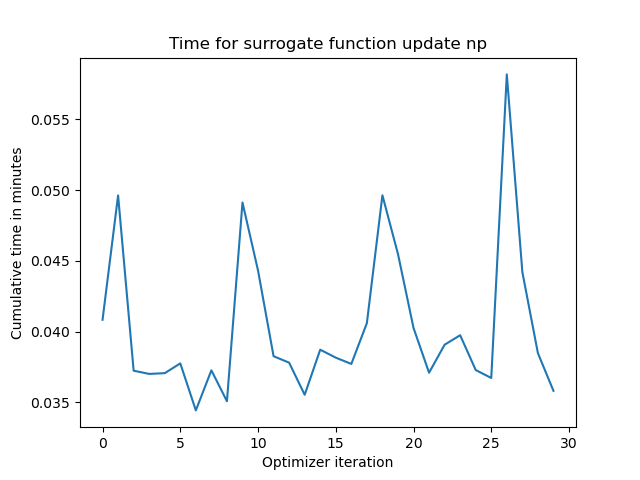 Time for surrogate function update np
Cumulative time in minutes
0.055
0.050
0.045
0.040
0.035
0 5 10 15 20 25 30
Optimizer iteration